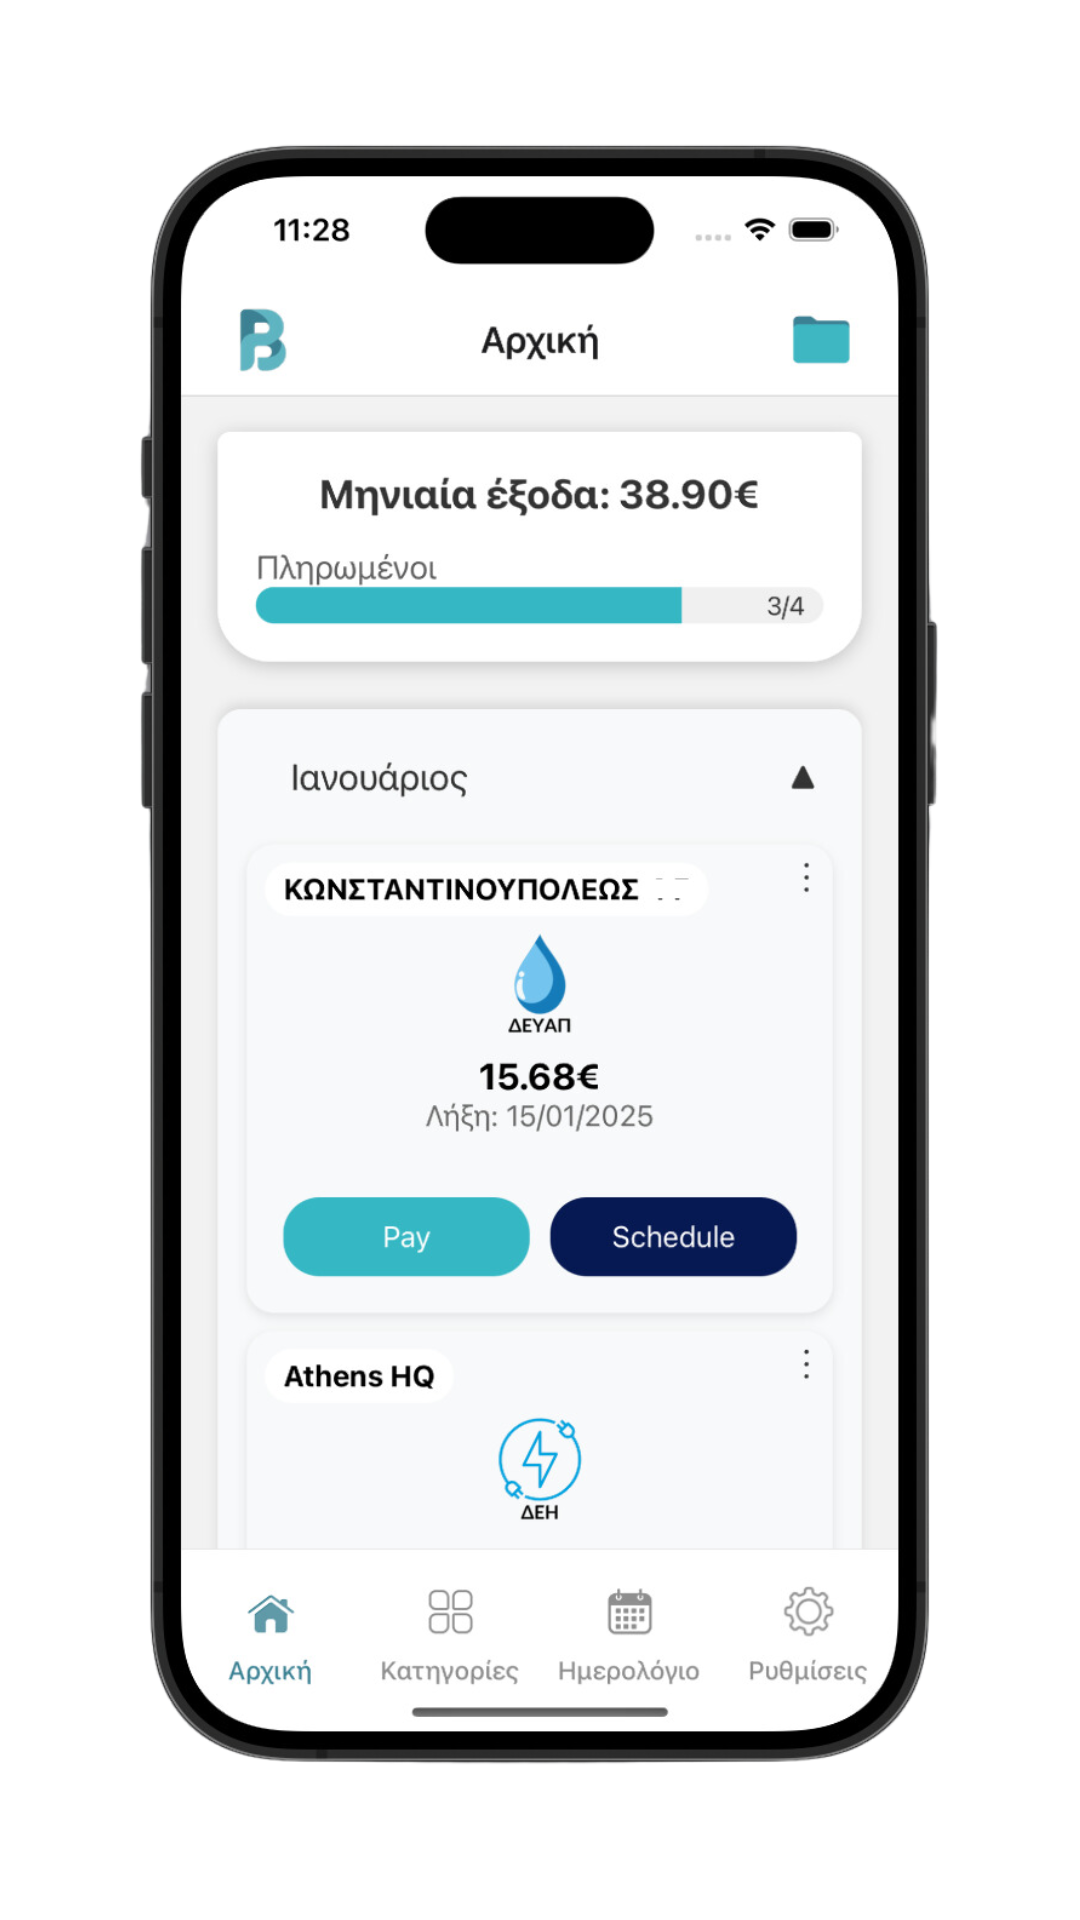 11:28
Αρχική
Μηνιαία έξοδα: 38.90€
Πληρωμένοι
3/4
Ιανουάριος
ΚΩΝΣΤΑΝΤΙΝΟΥΠΟΛΕΩΣ
ΔΕΥΑΠ
15.68€
Λήξη: 15/01/2025
Pay Schedule
Athens HQ
ΔΕΗ
Αρχική Κατηγορίες Ημερολόγιο Ρυθμίσεις